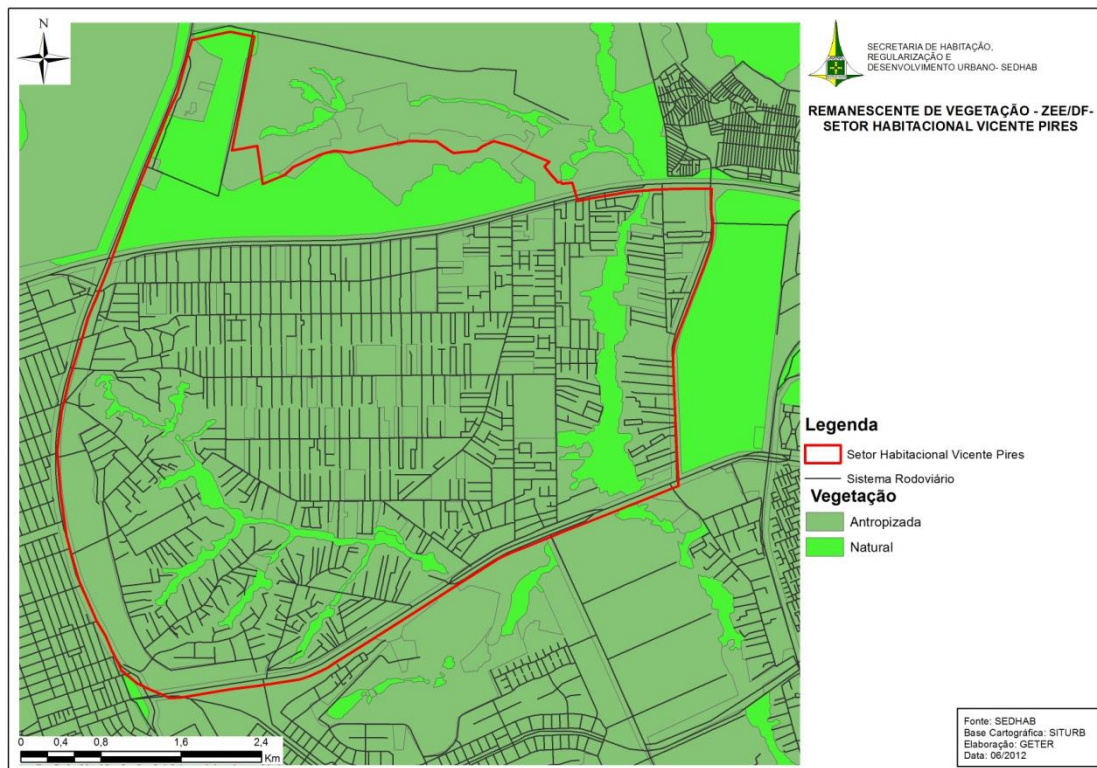 N
SECRETARIA DE HABITAÇÃO,
REGULARIZAÇÃO E
DESENVOLVIMENTO URBANO- SEDHAB
REMANESCENTE DE VEGETAÇÃO - ZEE/DF-
SETOR HABITACIONAL VICENTE PIRES
Legenda
Setor Habitacional Vicente Pires
Sistema Rodoviário
Vegetação
Antropizada
Natural
0 0,4 0,8 1,6 2,4
Km
Fonte: SEDHAB
Base Cartográfica: SITURB
Elaboração: GETER
Data: 06/2012